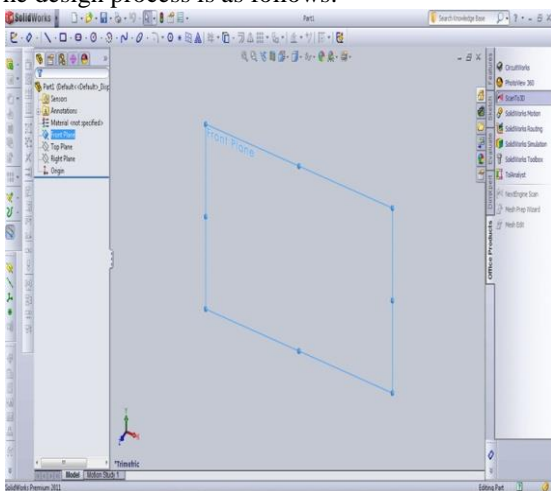 he design process is as follows.
SolidWorks
Part1
Search Knowledge Base
Part1 (Default<<Default>_Disp
Sensors
Annotations
Material <not specified>
Front Plane
Top Plane
Right Plane
Origin
Front Plane
CircuitWorks
PhotoView 360
ScanTo3D
SolidWorks Motion
SolidWorks Routing
SolidWorks Simulation
SolidWorks Toolbox
TolAnalyst
NextEngine Scan
Mesh Prep Wizard
Mesh Edit
Office Products
*Trimetric
Model
Motion Study 1
SolidWorks Premium 2011
Editing Part